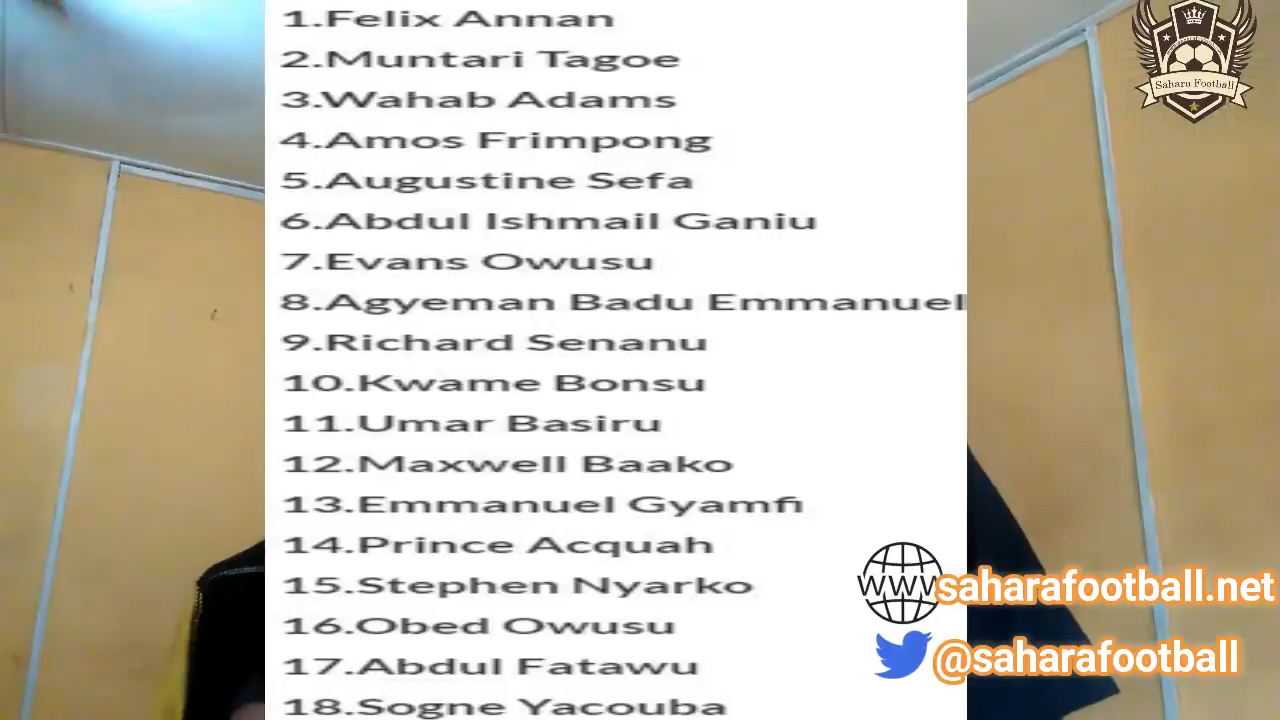 1.Felix Annan
2.Muntari Tagoe
3.Wahab Adams
4.Amos Frimpong
5.Augustine Sefa
6.Abdul Ishmail Ganiu
7.Evans Owusu
8.Agyeman Badu Emmanuel
9.Richard Senanu
10.Kwame Bonsu
11.Umar Basiru
12.Maxwell Baako
13.Emmanuel Gyamfi
14.Prince Acquah
15.Stephen Nyarko
16.Obed Owusu
17.Abdul Fatawu
18.Sogne Yacouba
Saharu Football
WWW
saharafootball.net
@saharafootball